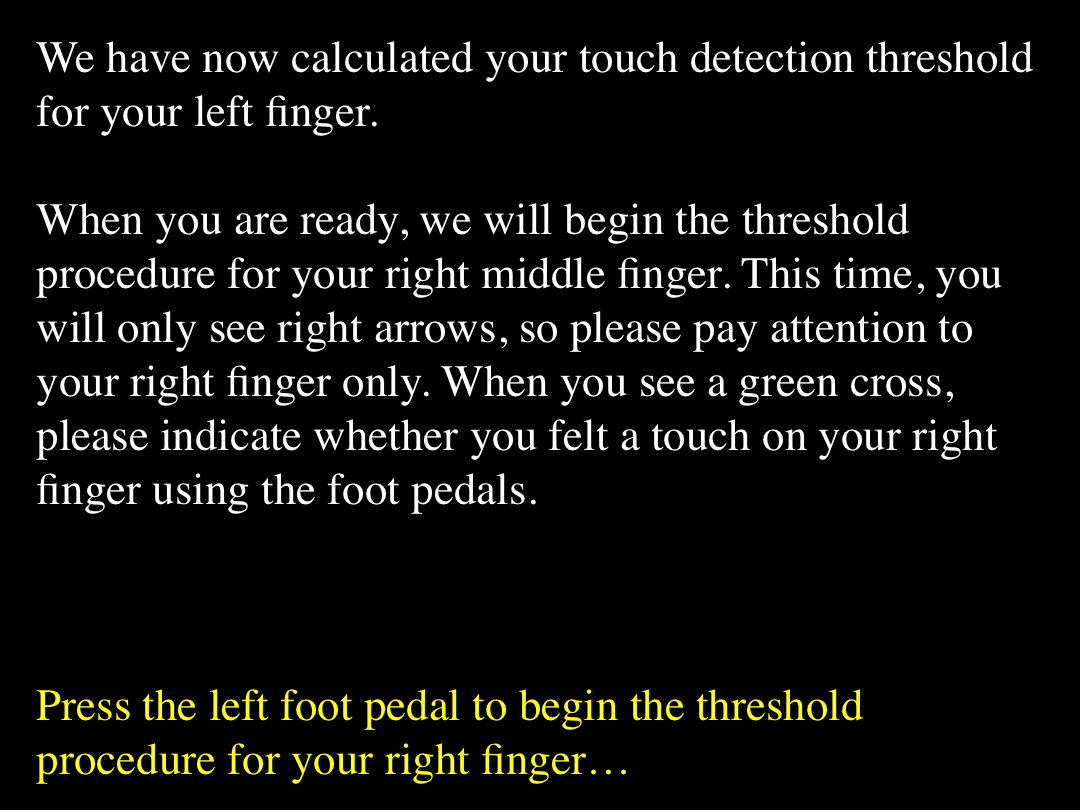 We have now calculated your touch detection threshold
for your left finger.
When you are ready, we will begin the threshold
procedure for your right middle finger. This time, you
will only see right arrows, so please pay attention to
your right finger only. When you see a green cross,
please indicate whether you felt a touch on your right
finger using the foot pedals.
Press the left foot pedal to begin the threshold
procedure for your right finger…